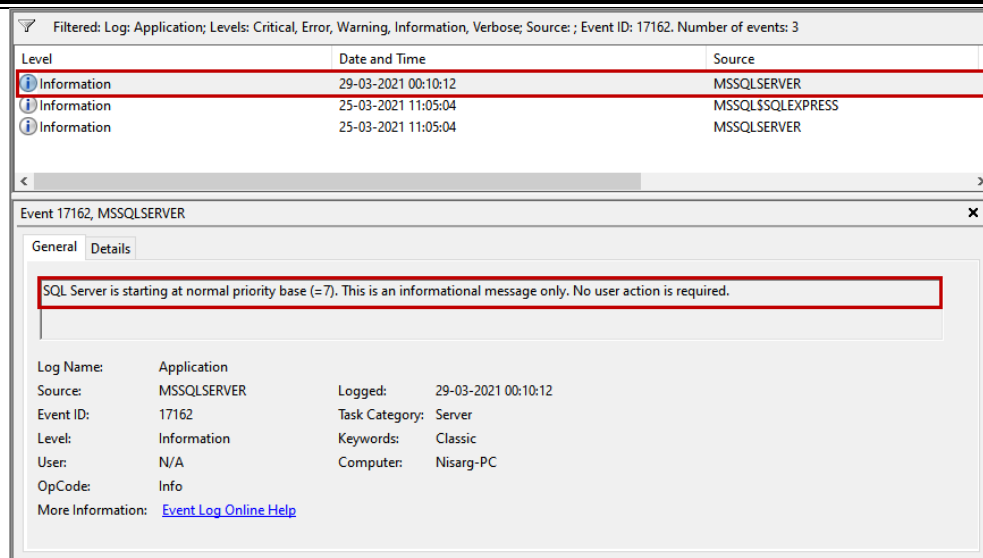 Filtered: Log: Application; Levels: Critical, Error, Warning, Information, Verbose; Source: ; Event ID: 17162. Number of events: 3
Level Date and Time Source
Information 29-03-2021 00:10:12 MSSQLSERVER
Information 25-03-2021 11:05:04 MSSQL$SQLEXPRESS
Information 25-03-2021 11:05:04 MSSQLSERVER
Event 17162, MSSQLSERVER
General Details
SQL Server is starting at normal priority base (=7). This is an informational message only. No user action is required.
Log Name: Application
Source: MSSQLSERVER Logged: 29-03-2021 00:10:12
Event ID: 17162 Task Category: Server
Level: Information Keywords: Classic
User: N/A Computer: Nisarg-PC
OpCode: Info
More Information: Event Log Online Help